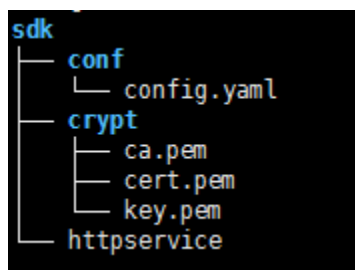 sdk
├── conf
│   └── config.yaml
├── crypt
│   ├── ca.pem
│   ├── cert.pem
│   └── key.pem
└── httpservice